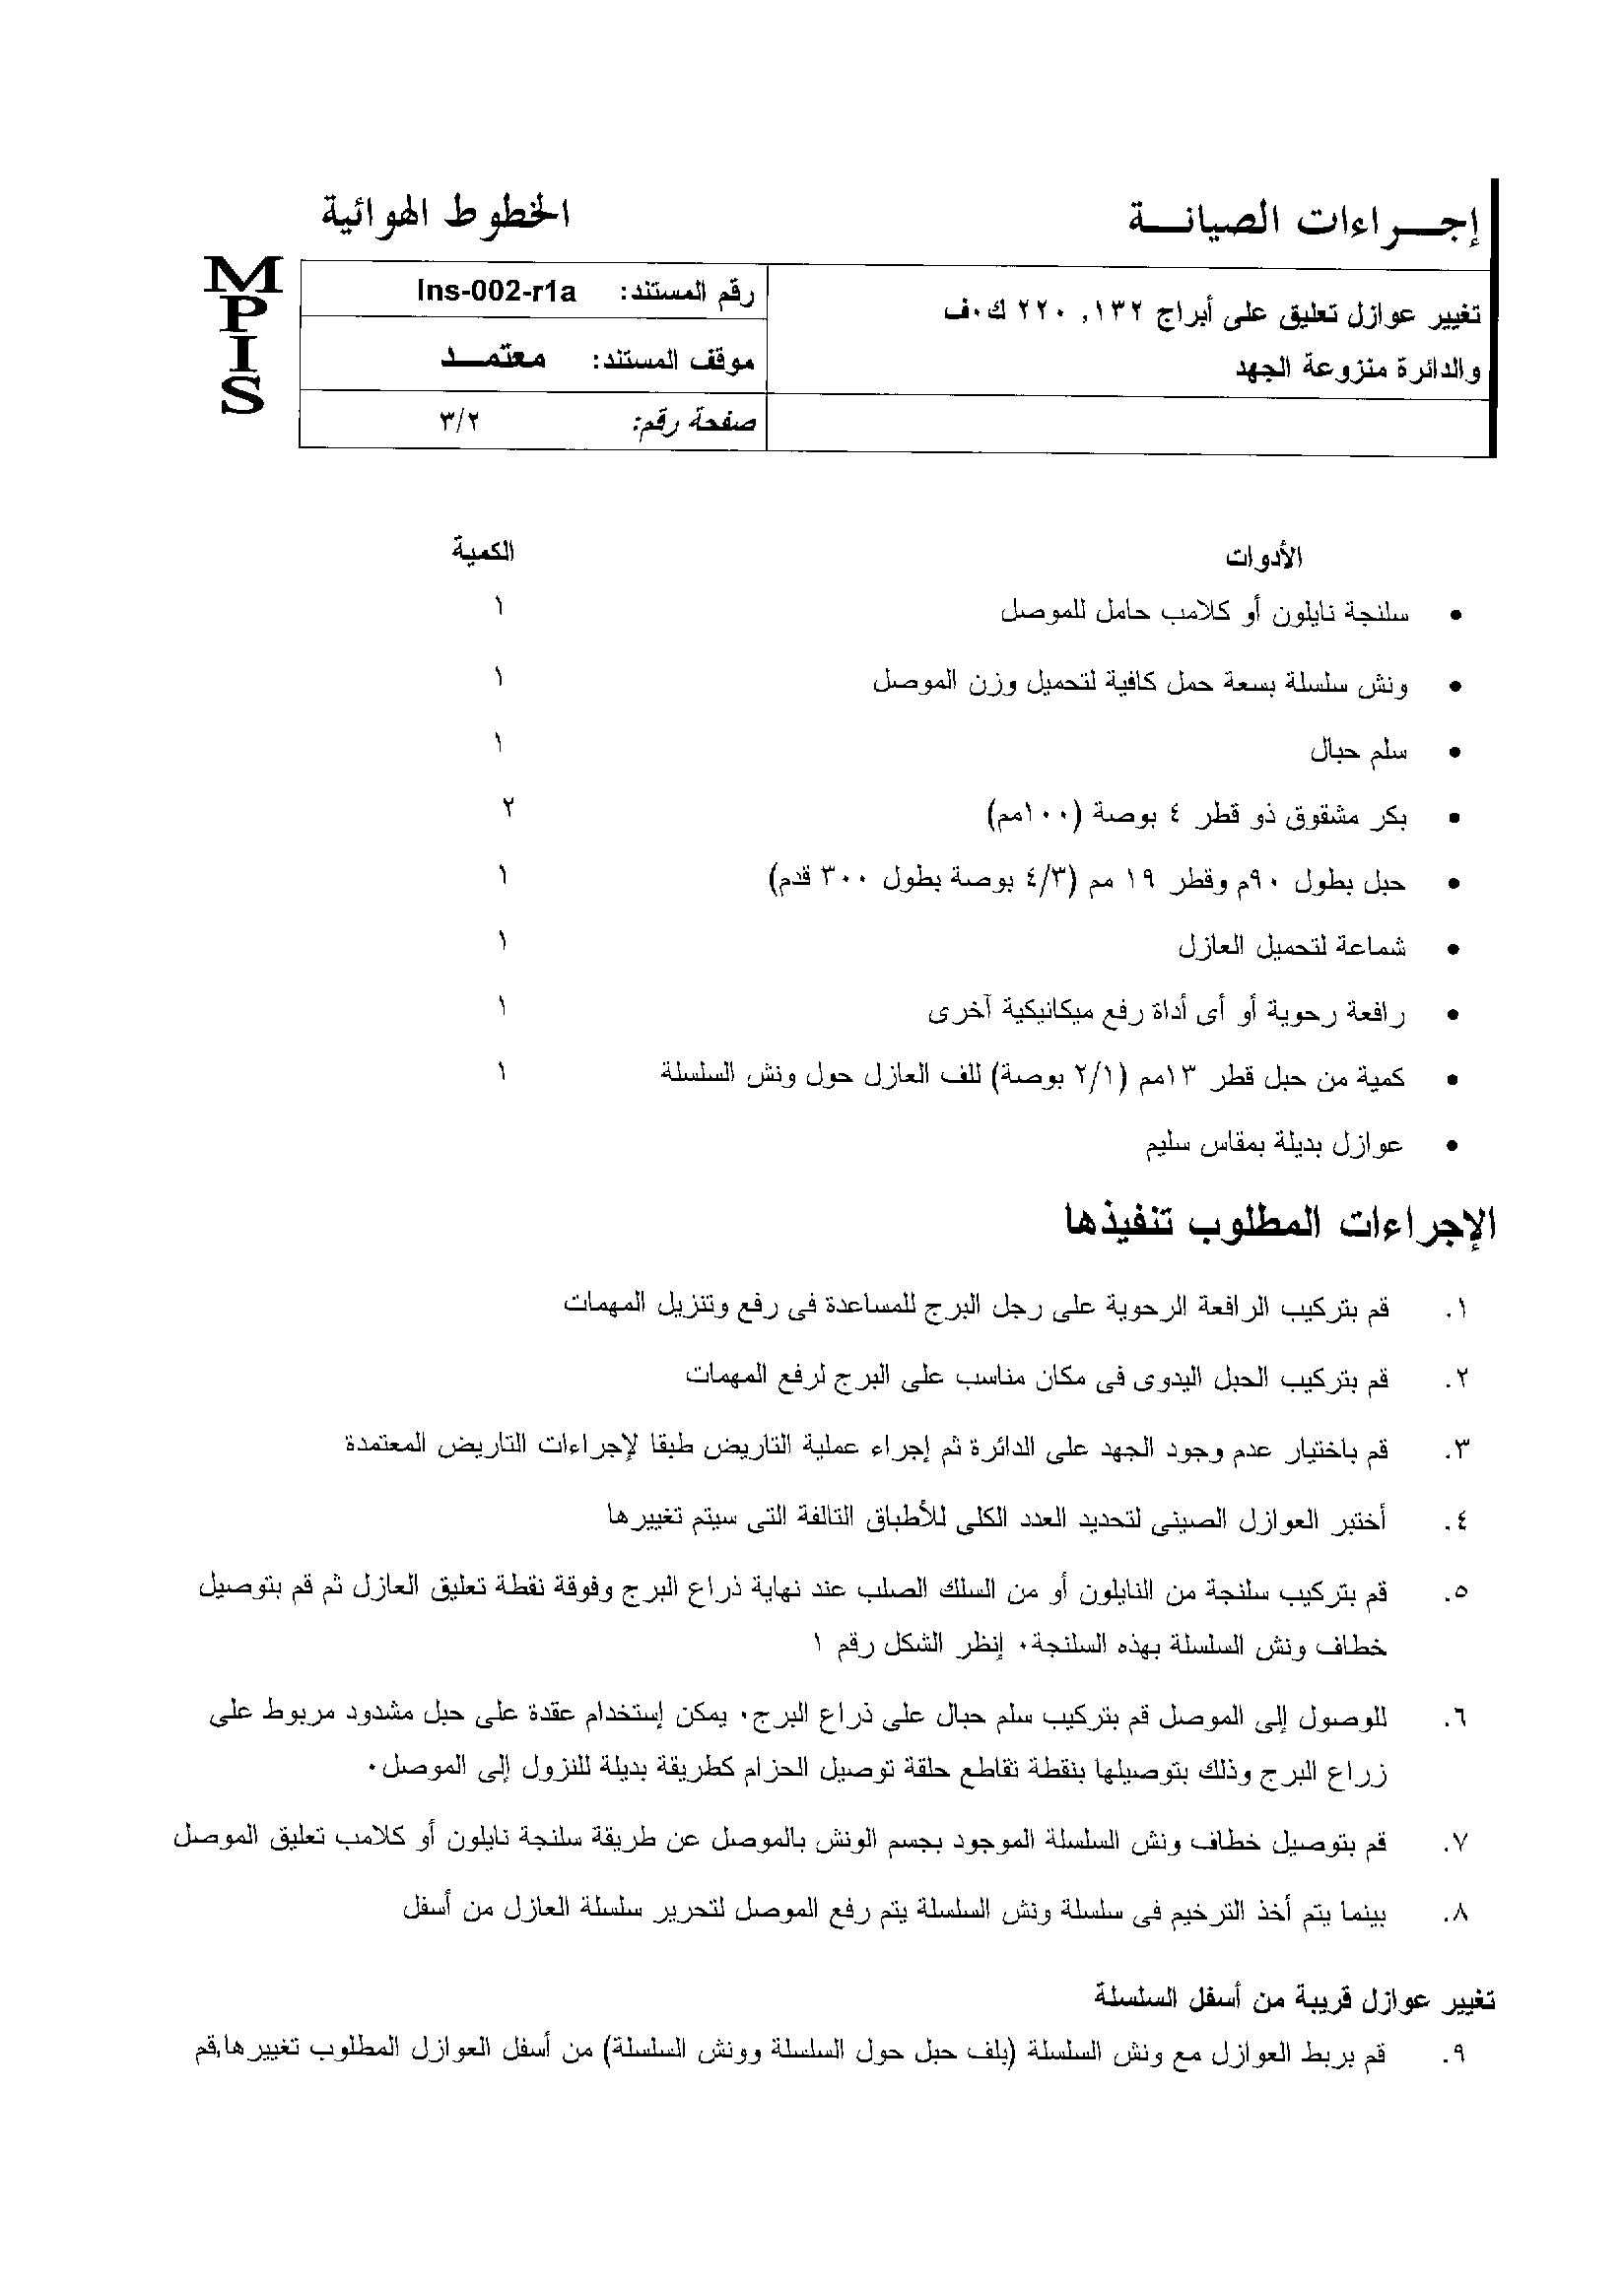 إجـــراءات الصيانـــة
الخطوط الهوائية
M
P
I
S
تغيير عوازل تعليق على أبراج ١٣٢, ٢٢٠ ك٠ف
والدائرة منزوعة الجهد
رقم المستند: Ins-002-r1a
موقف المستند: معتمـــد
صفحة رقم: ٣/٢
الأدوات الكمية
• سلنجة نايلون أو كلامب حامل للموصل ١
• ونش سلسلة بسعة حمل كافية لتحميل وزن الموصل ١
• سلم حبال ١
• بكر مشقوق ذو قطر ٤ بوصة (١٠٠مم) ٢
• حبل بطول ٩٠م وقطر ١٩ مم (٤/٣ بوصة بطول ٣٠٠ قدم) ١
• شماعة لتحميل العازل ١
• رافعة رحوية أو أى أداة رفع ميكانيكية آخرى ١
• كمية من حبل قطر ١٣مم (٢/١ بوصة) للف العازل حول ونش السلسلة ١
• عوازل بديلة بمقاس سليم
الإجراءات المطلوب تنفيذها
١. قم بتركيب الرافعة الرحوية على رجل البرج للمساعدة فى رفع وتنزيل المهمات
٢. قم بتركيب الحبل اليدوى فى مكان مناسب على البرج لرفع المهمات
٣. قم باختيار عدم وجود الجهد على الدائرة ثم إجراء عملية التاريض طبقا لإجراءات التاريض المعتمدة
٤. أختبر العوازل الصينى لتحديد العدد الكلى للأطباق التالفة التى سيتم تغييرها
٥. قم بتركيب سلنجة من النايلون أو من السلك الصلب عند نهاية ذراع البرج وفوقة نقطة تعليق العازل ثم قم بتوصيل
خطاف ونش السلسلة بهذه السلنجة٠ إنظر الشكل رقم ١
٦. للوصول إلى الموصل قم بتركيب سلم حبال على ذراع البرج٠ يمكن إستخدام عقدة على حبل مشدود مربوط على
زراع البرج وذلك بتوصيلها بنقطة تقاطع حلقة توصيل الحزام كطريقة بديلة للنزول إلى الموصل٠
٧. قم بتوصيل خطاف ونش السلسلة الموجود بجسم الونش بالموصل عن طريقة سلنجة نايلون أو كلامب تعليق الموصل
٨. بينما يتم أخذ الترخيم فى سلسلة ونش السلسلة يتم رفع الموصل لتحرير سلسلة العازل من أسفل
تغيير عوازل قريبة من أسفل السلسلة
٩. قم بربط العوازل مع ونش السلسلة (بلف حبل حول السلسلة وونش السلسلة) من أسفل العوازل المطلوب تغييرها,قم